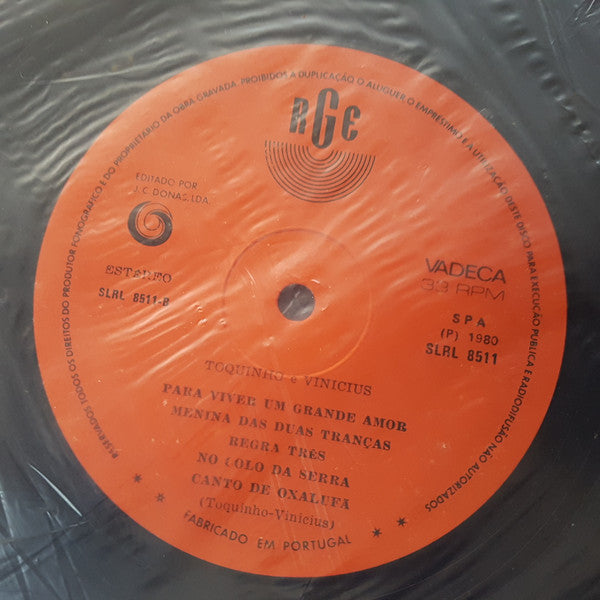 RESERVADOS TODOS OS DIREITOS DO PRODUTOR FONOGRÁFICO E DO PROPRIETÁRIO DA OBRA GRAVADA. PROIBIDOS A DUPLICAÇÃO O ALUGUER, O EMPRÉSTIMO E A UTILIZAÇÃO DESTE DISCO PARA EXECUÇÃO PUBLICA E RADIODIFUSÃO NÃO AUTORIZADOS
RGE
EDITADO POR
J. C. DONAS, LDA.
ESTÉREO
SLRL 8511-B
VADECA
33 RPM
SPA
(P) 1980
SLRL 8511
TOQUINHO e VINICIUS
PARA VIVER UM GRANDE AMOR
MENINA DAS DUAS TRANÇAS
REGRA TRÊS
NO COLO DA SERRA
CANTO DE OXALUFÃ
(Toquinho-Vinicius)
FABRICADO EM PORTUGAL